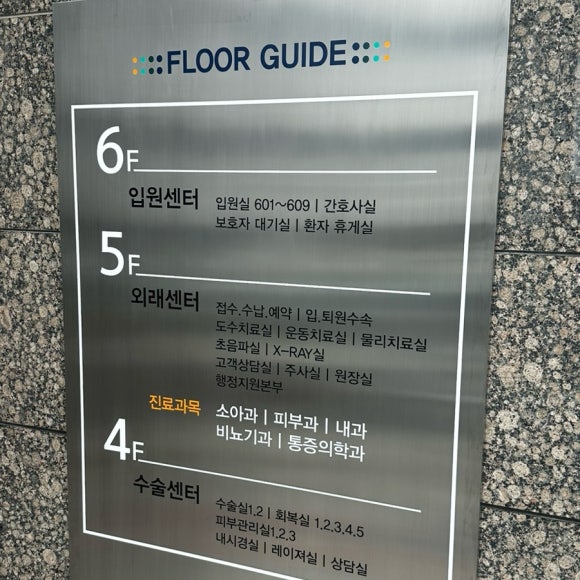 FLOOR GUIDE
6F
입원센터
입원실 601~609 | 간호사실
보호자 대기실 | 환자 휴게실
5F
외래센터
접수.수납.예약 | 입.퇴원수속
도수치료실 | 운동치료실 | 물리치료실
초음파실 | X-RAY실
고객상담실 | 주사실 | 원장실
행정지원본부
진료과목
소아과 | 피부과 | 내과
비뇨기과 | 통증의학과
4F
수술센터
수술실1.2 | 회복실 1.2.3.4.5
피부관리실1.2.3
내시경실 | 레이져실 | 상담실